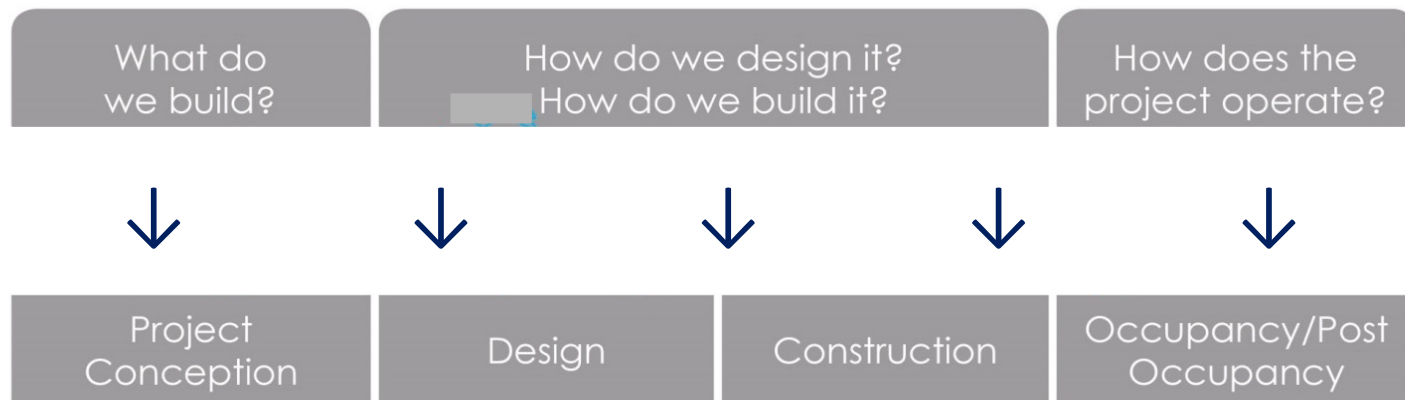 What do
we build?
How do we design it?
How do we build it?
How does the
project operate?
Project
Conception
Design
Construction
Occupancy/Post
Occupancy